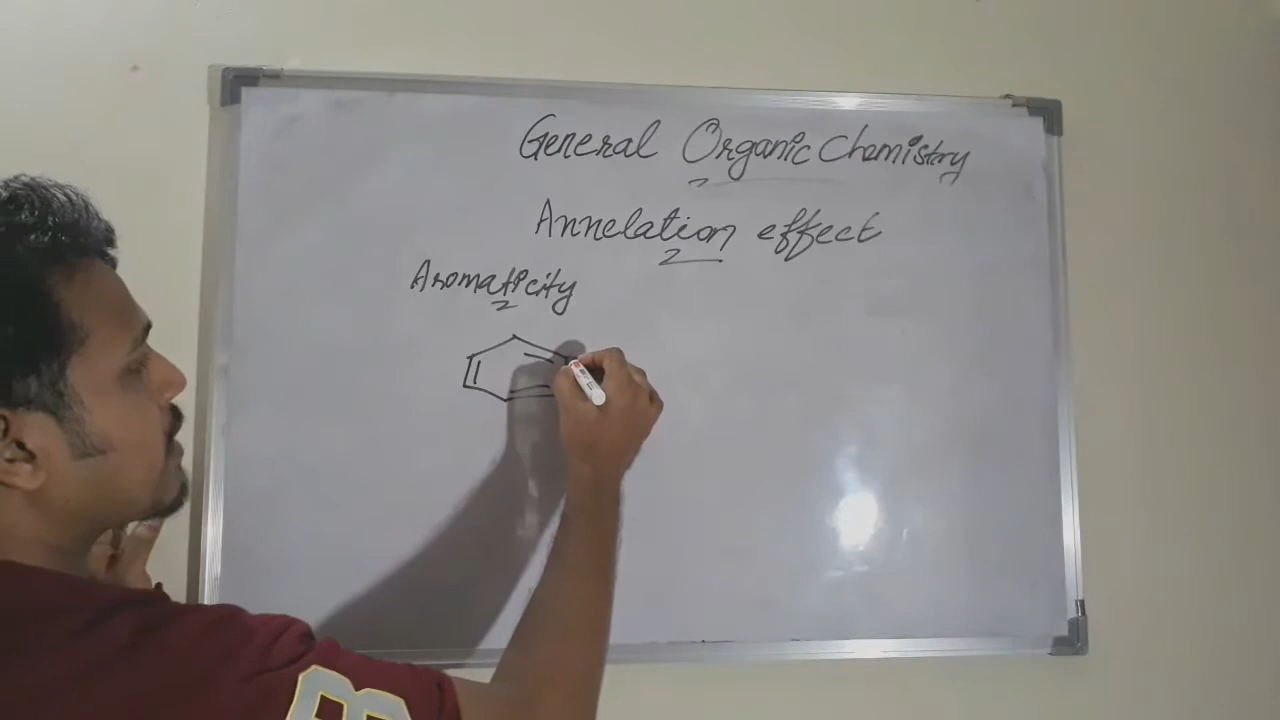 General Organic Chemistry
Annelation effect
Aromaticity